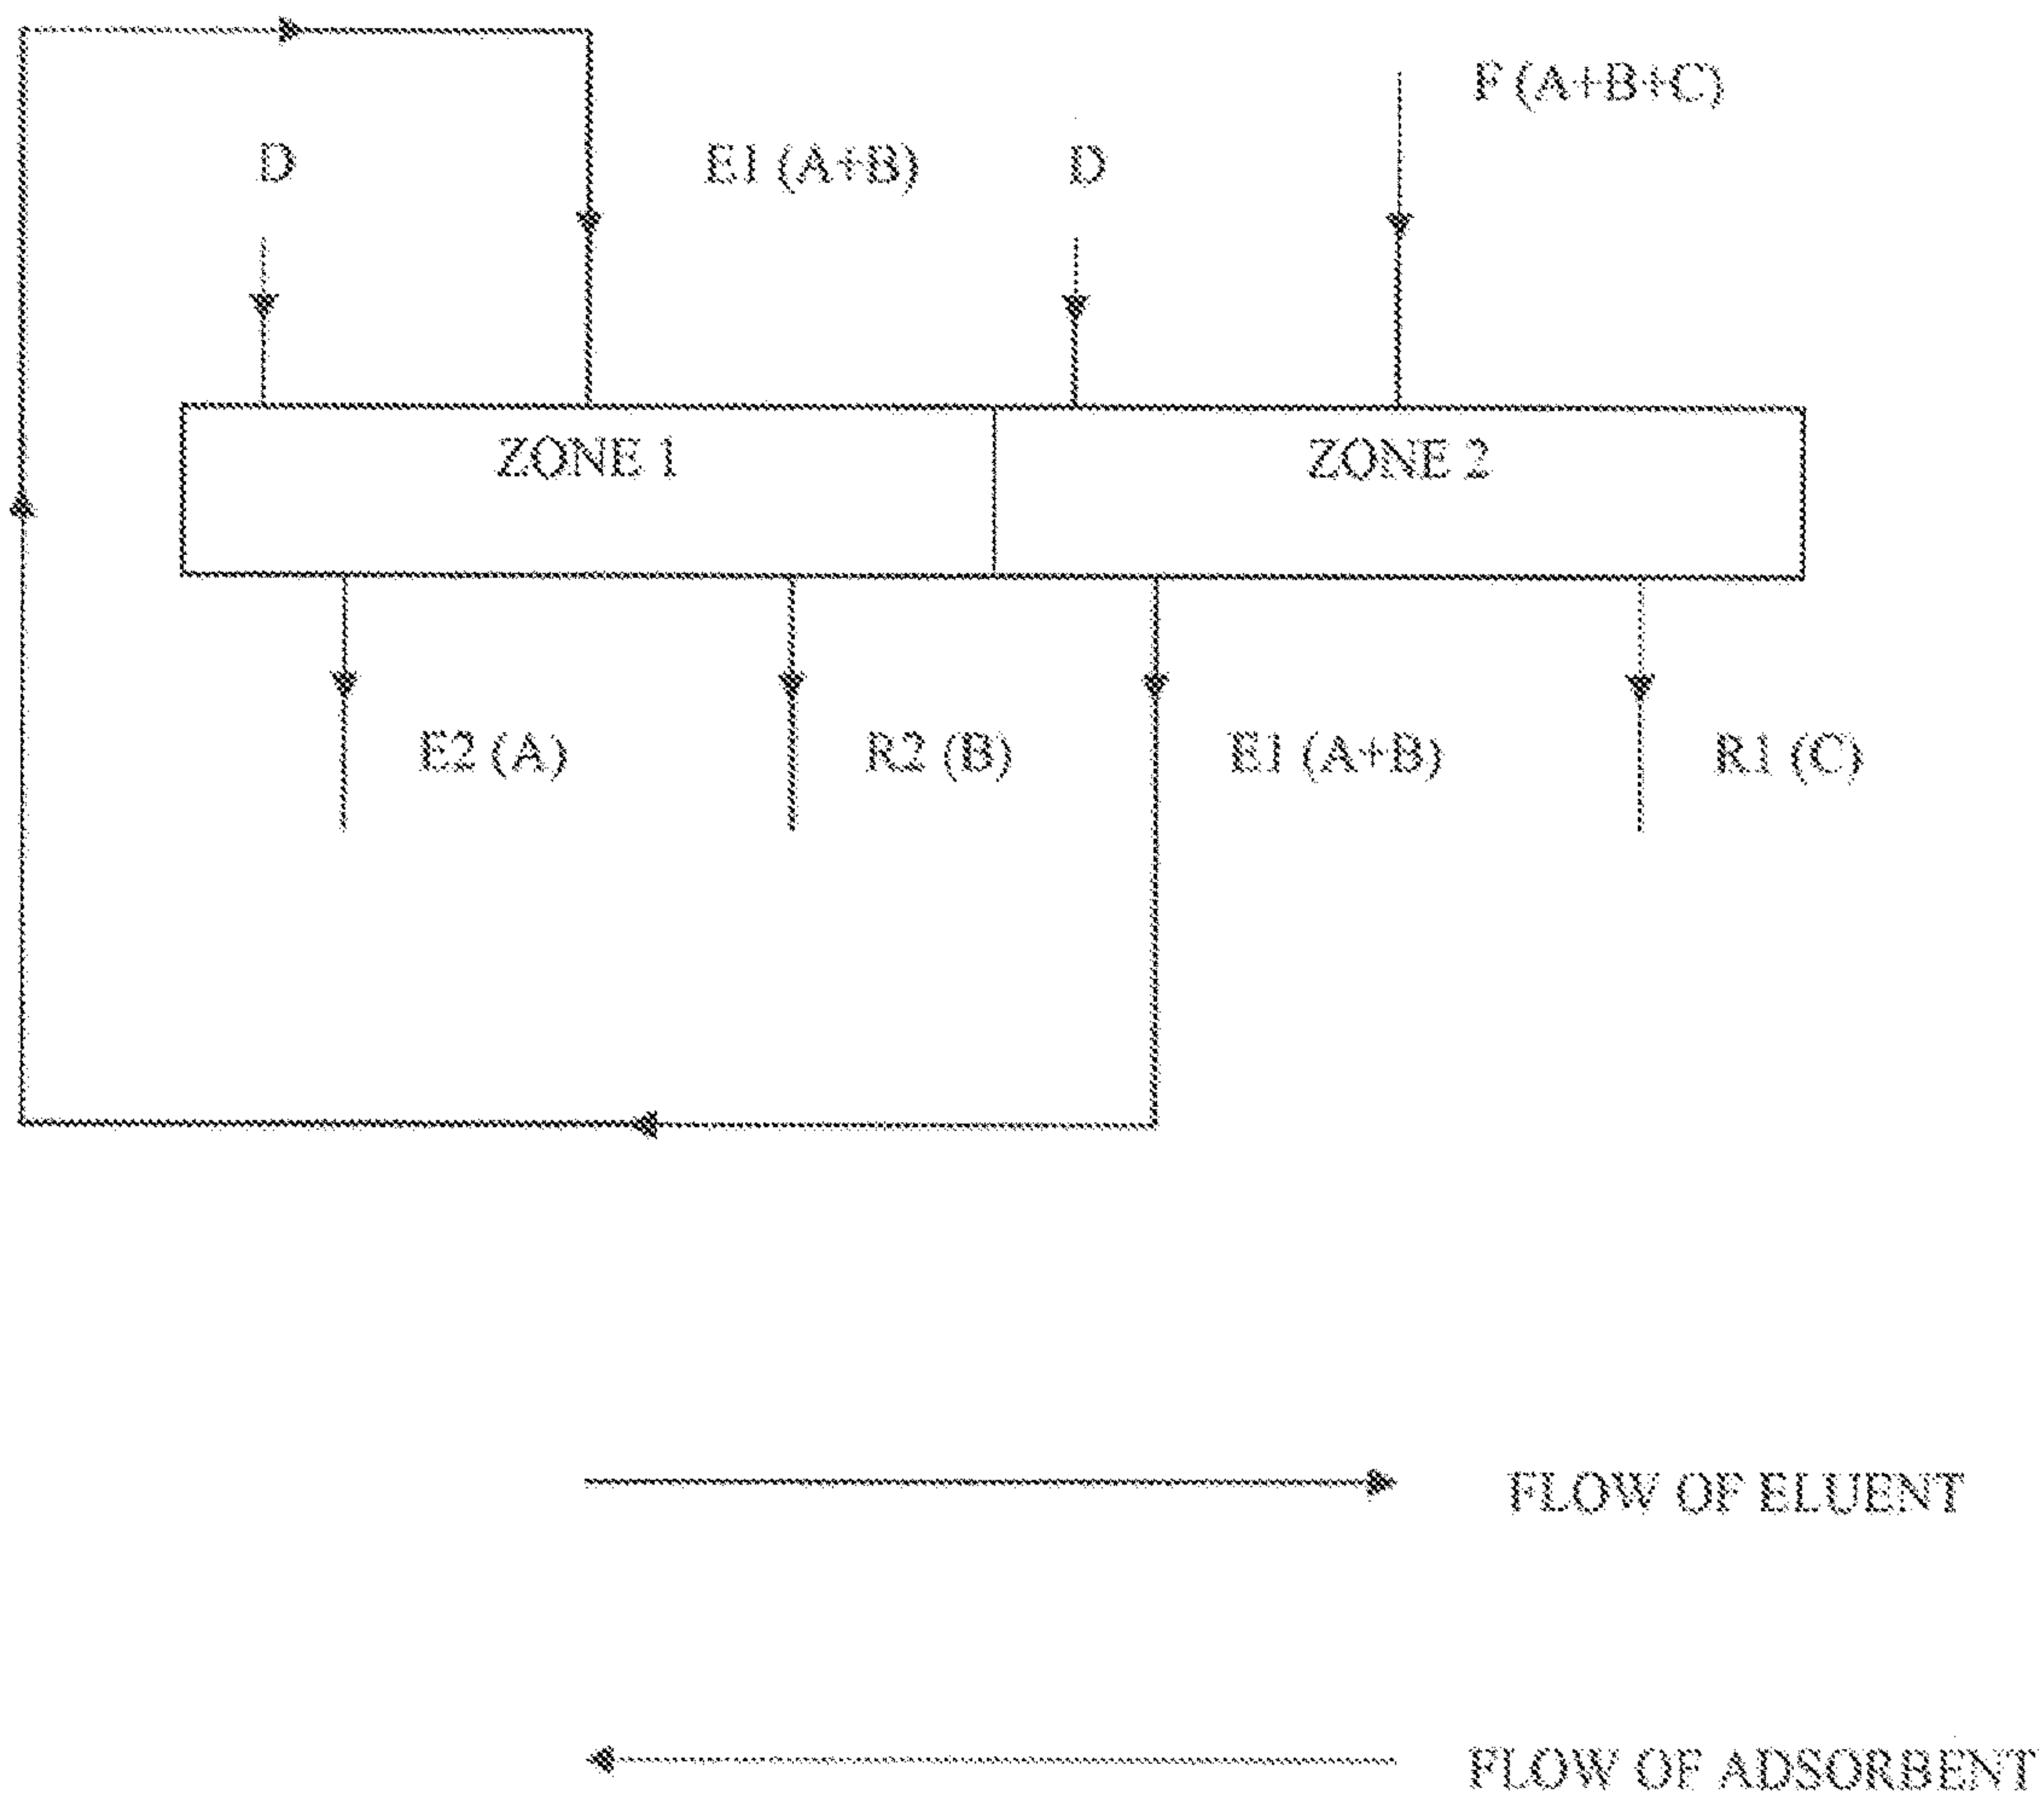 F (A+B+C)
D
E1 (A+B)
D
ZONE 1
ZONE 2
E2 (A)
R2 (B)
E1 (A+B)
R1 (C)
FLOW OF ELUENT
FLOW OF ADSORBENT